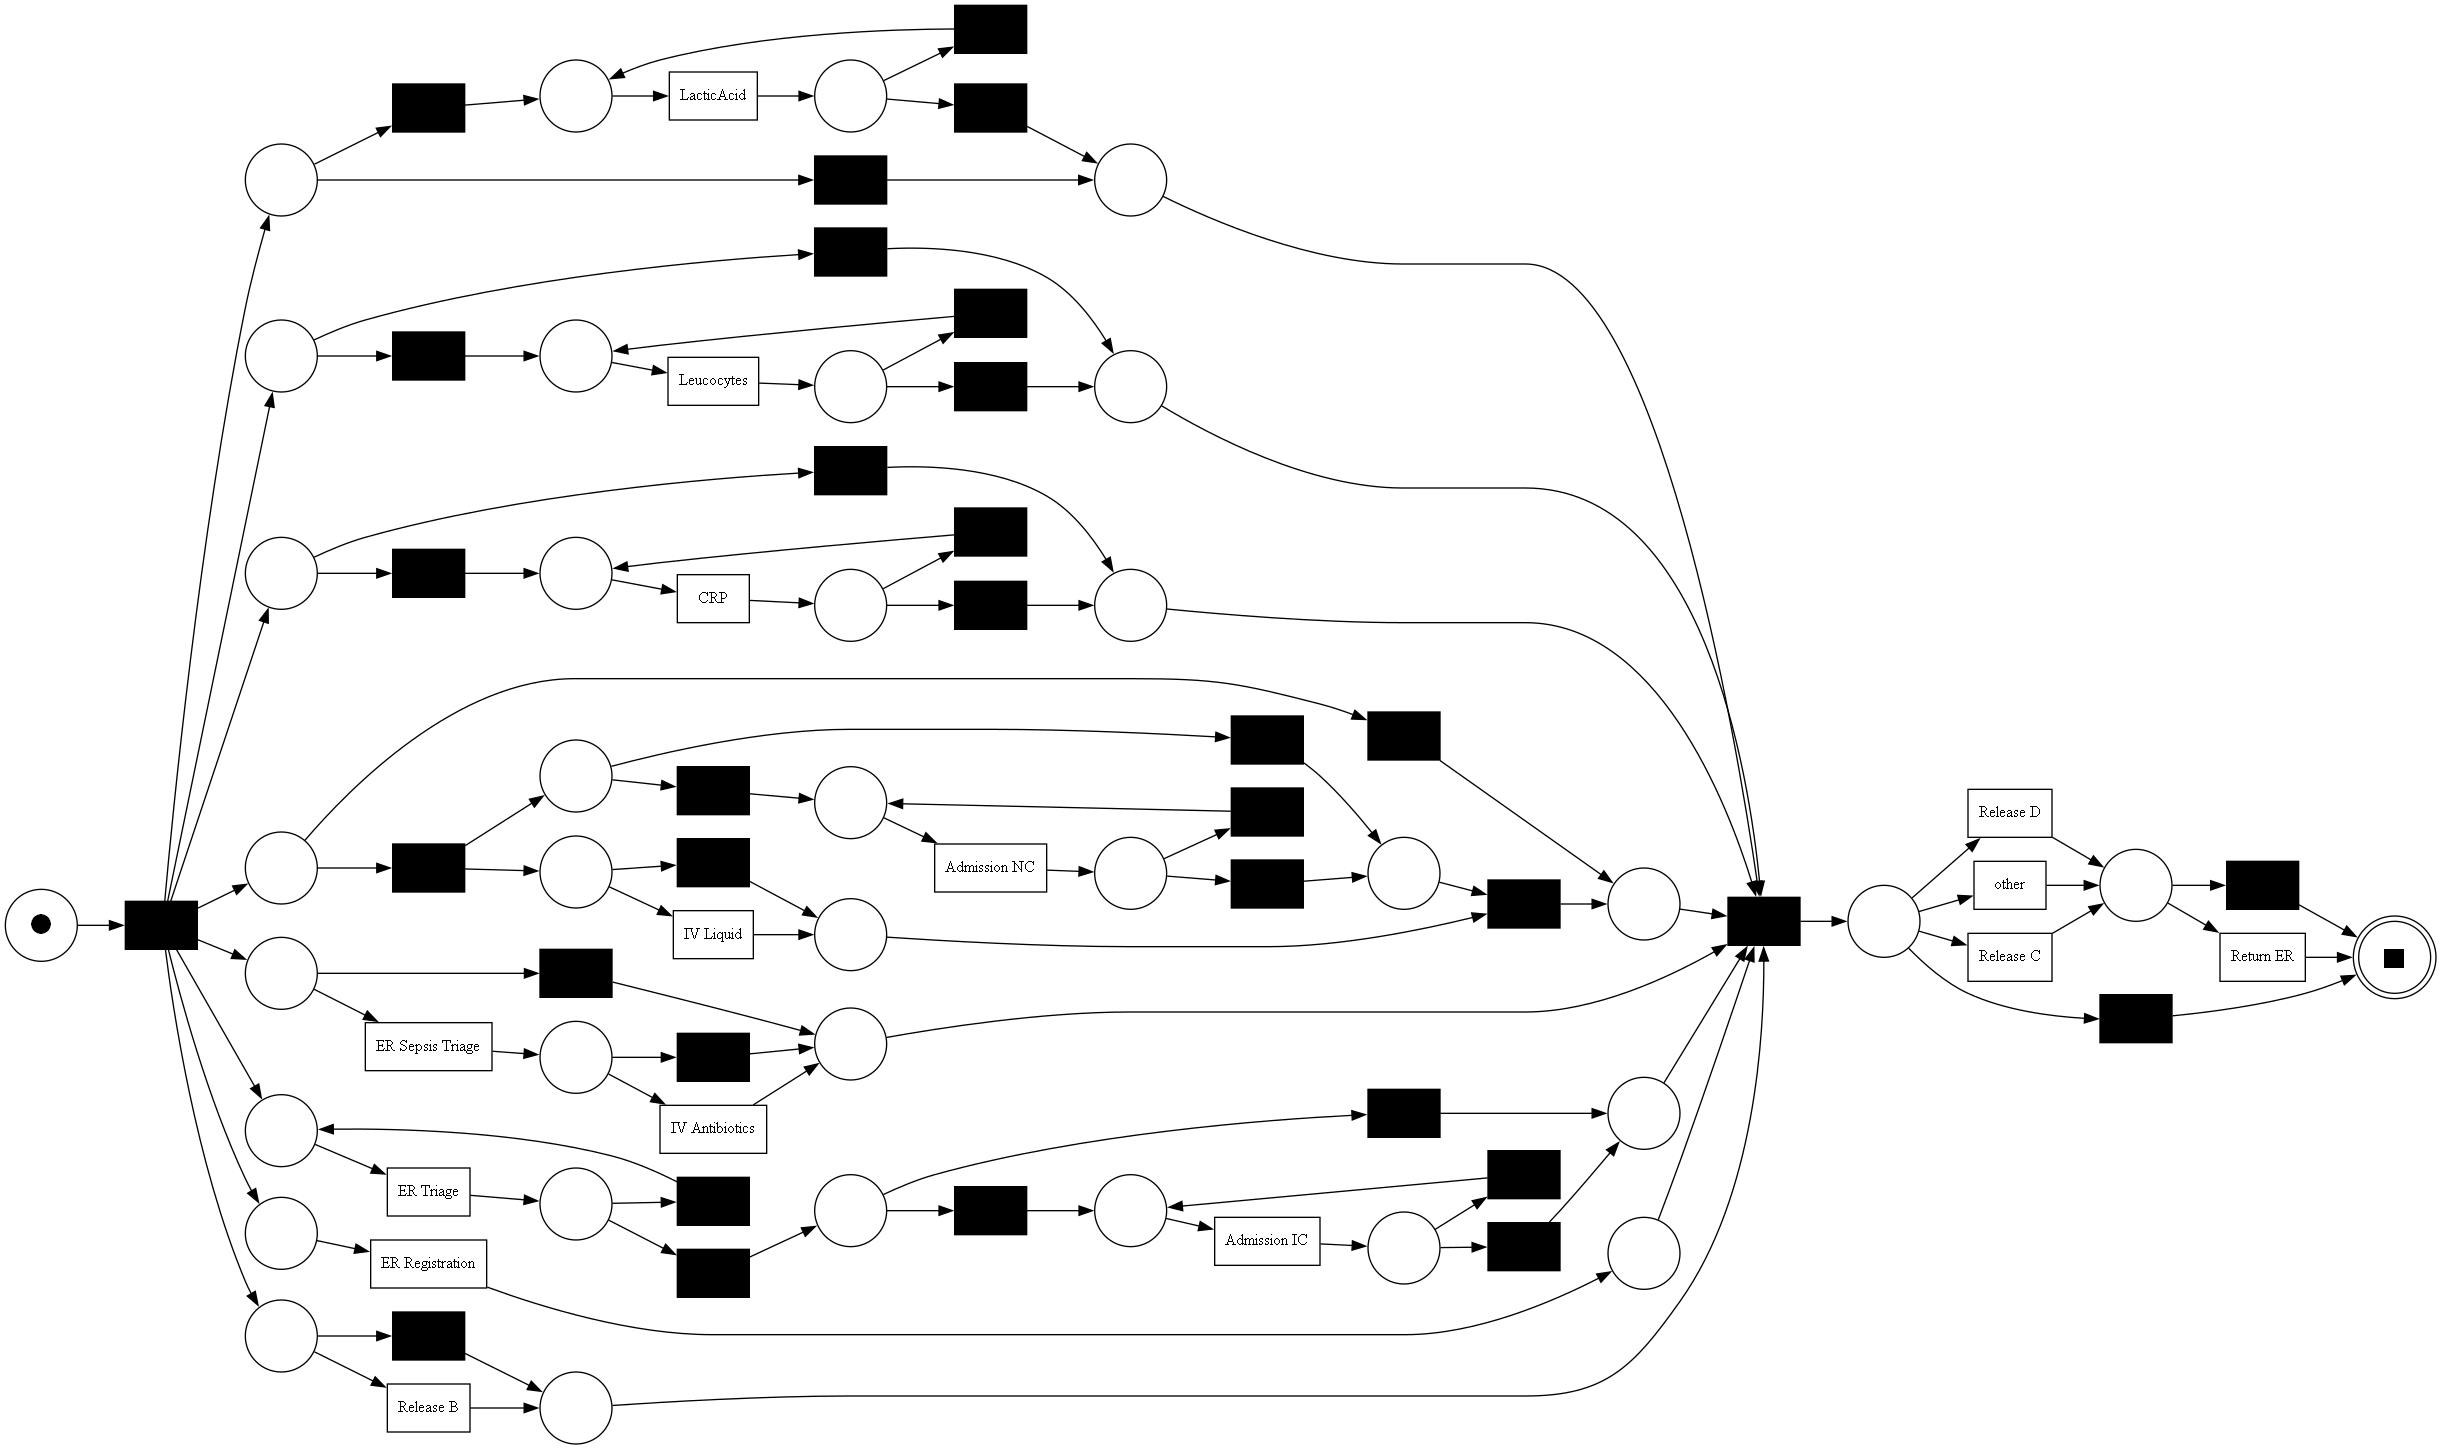 LacticAcid
Leucocytes
CRP
Admission NC
IV Liquid
ER Sepsis Triage
IV Antibiotics
ER Triage
Admission IC
ER Registration
Release B
Release D
other
Release C
Return ER